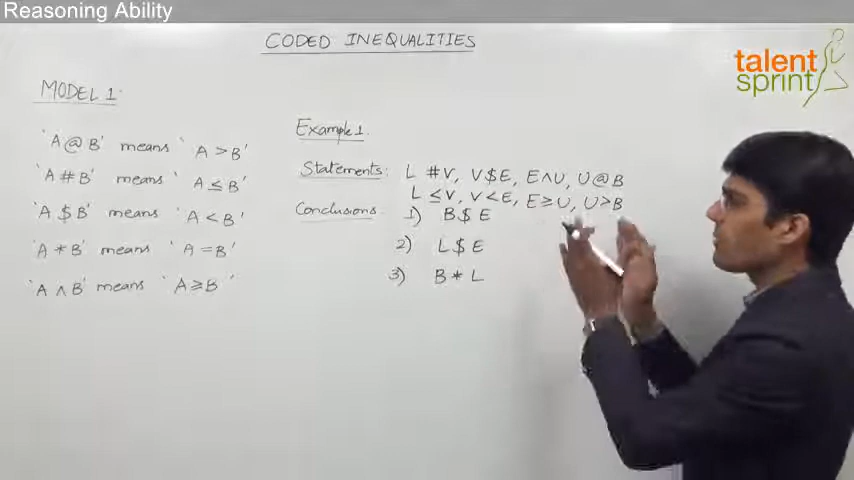 Reasoning Ability
CODED INEQUALITIES
talent
sprint
MODEL 1
'A @ B' means 'A > B'
'A # B' means 'A ≤ B'
'A $ B' means 'A < B'
'A * B' means 'A = B'
'A ∧ B' means 'A ≥ B'
Example 1.
Statements: L # V, V $ E, E ∧ U, U @ B
L ≤ V, V < E, E ≥ U, U > B
Conclusions 1) B $ E
2) L $ E
3) B * L